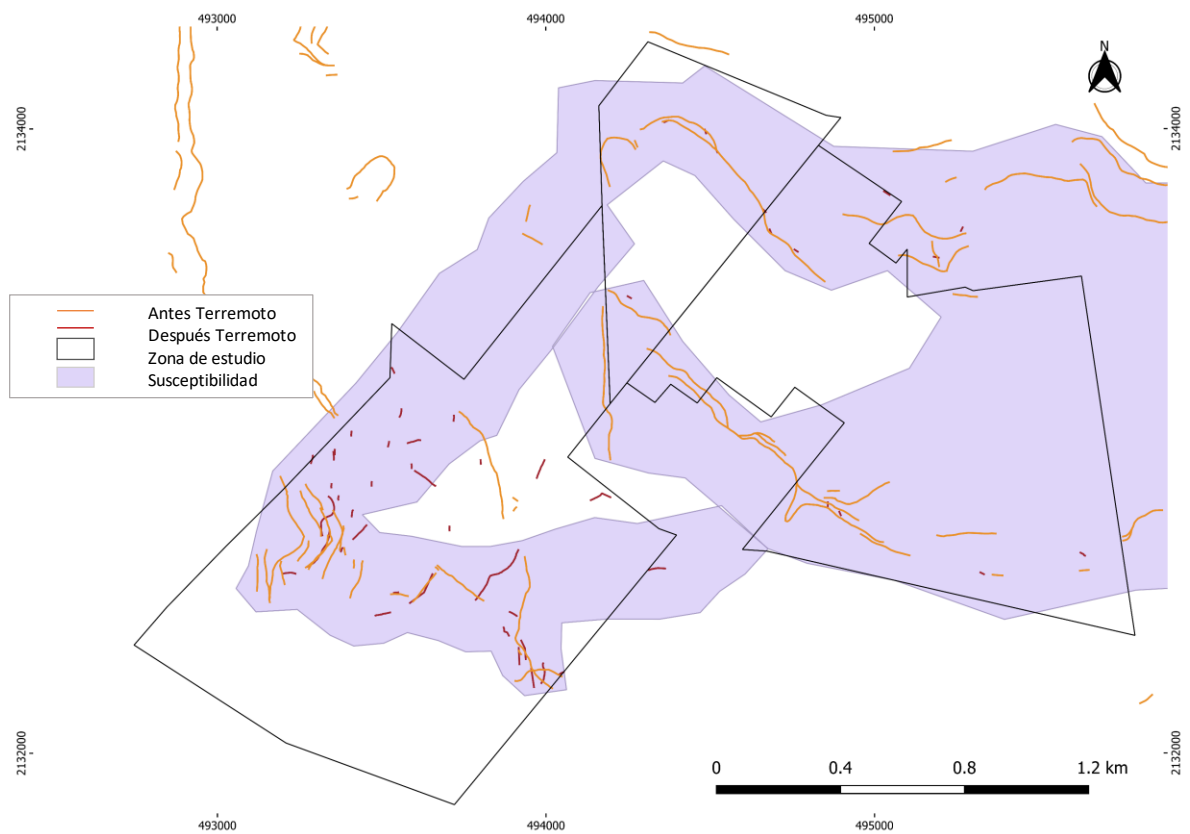 493000 494000 495000
N
2134000 2134000
Antes Terremoto
Después Terremoto
Zona de estudio
Susceptibilidad
2132000 2132000
0 0.4 0.8 1.2 km
493000 494000 495000